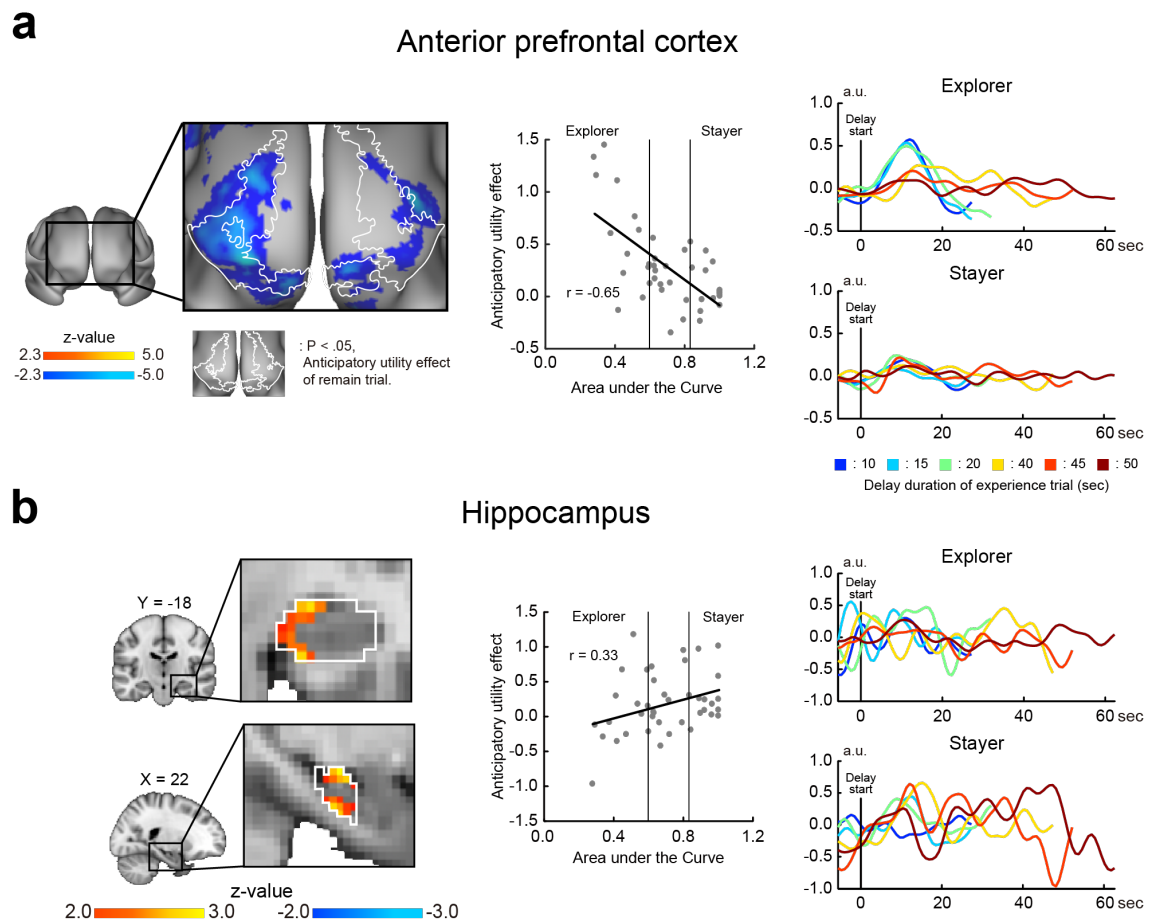 a
Anterior prefrontal cortex
z-value
2.3 5.0
-2.3 -5.0
: P < .05,
Anticipatory utility effect
of remain trial.
Explorer Stayer
Anticipatory utility effect
1.5
1.0
0.5
0.0
-0.5
r = -0.65
0.0 0.4 0.8 1.2
Area under the Curve
Explorer
a.u.
1.0
0.5
0.0
-0.5
Delay
start
0 20 40 60 sec
Stayer
a.u.
1.0
0.5
0.0
-0.5
Delay
start
0 20 40 60 sec
: 10 : 15 : 20 : 40 : 45 : 50
Delay duration of experience trial (sec)
b
Hippocampus
Y = -18
X = 22
z-value
2.0 3.0 -2.0 -3.0
Explorer Stayer
Anticipatory utility effect
1.5
1.0
0.5
0.0
-0.5
-1.0
-1.5
r = 0.33
0.0 0.4 0.8 1.2
Area under the Curve
Explorer
a.u.
1.0
0.5
0.0
-0.5
-1.0
Delay
start
0 20 40 60 sec
Stayer
a.u.
1.0
0.5
0.0
-0.5
-1.0
Delay
start
0 20 40 60 sec